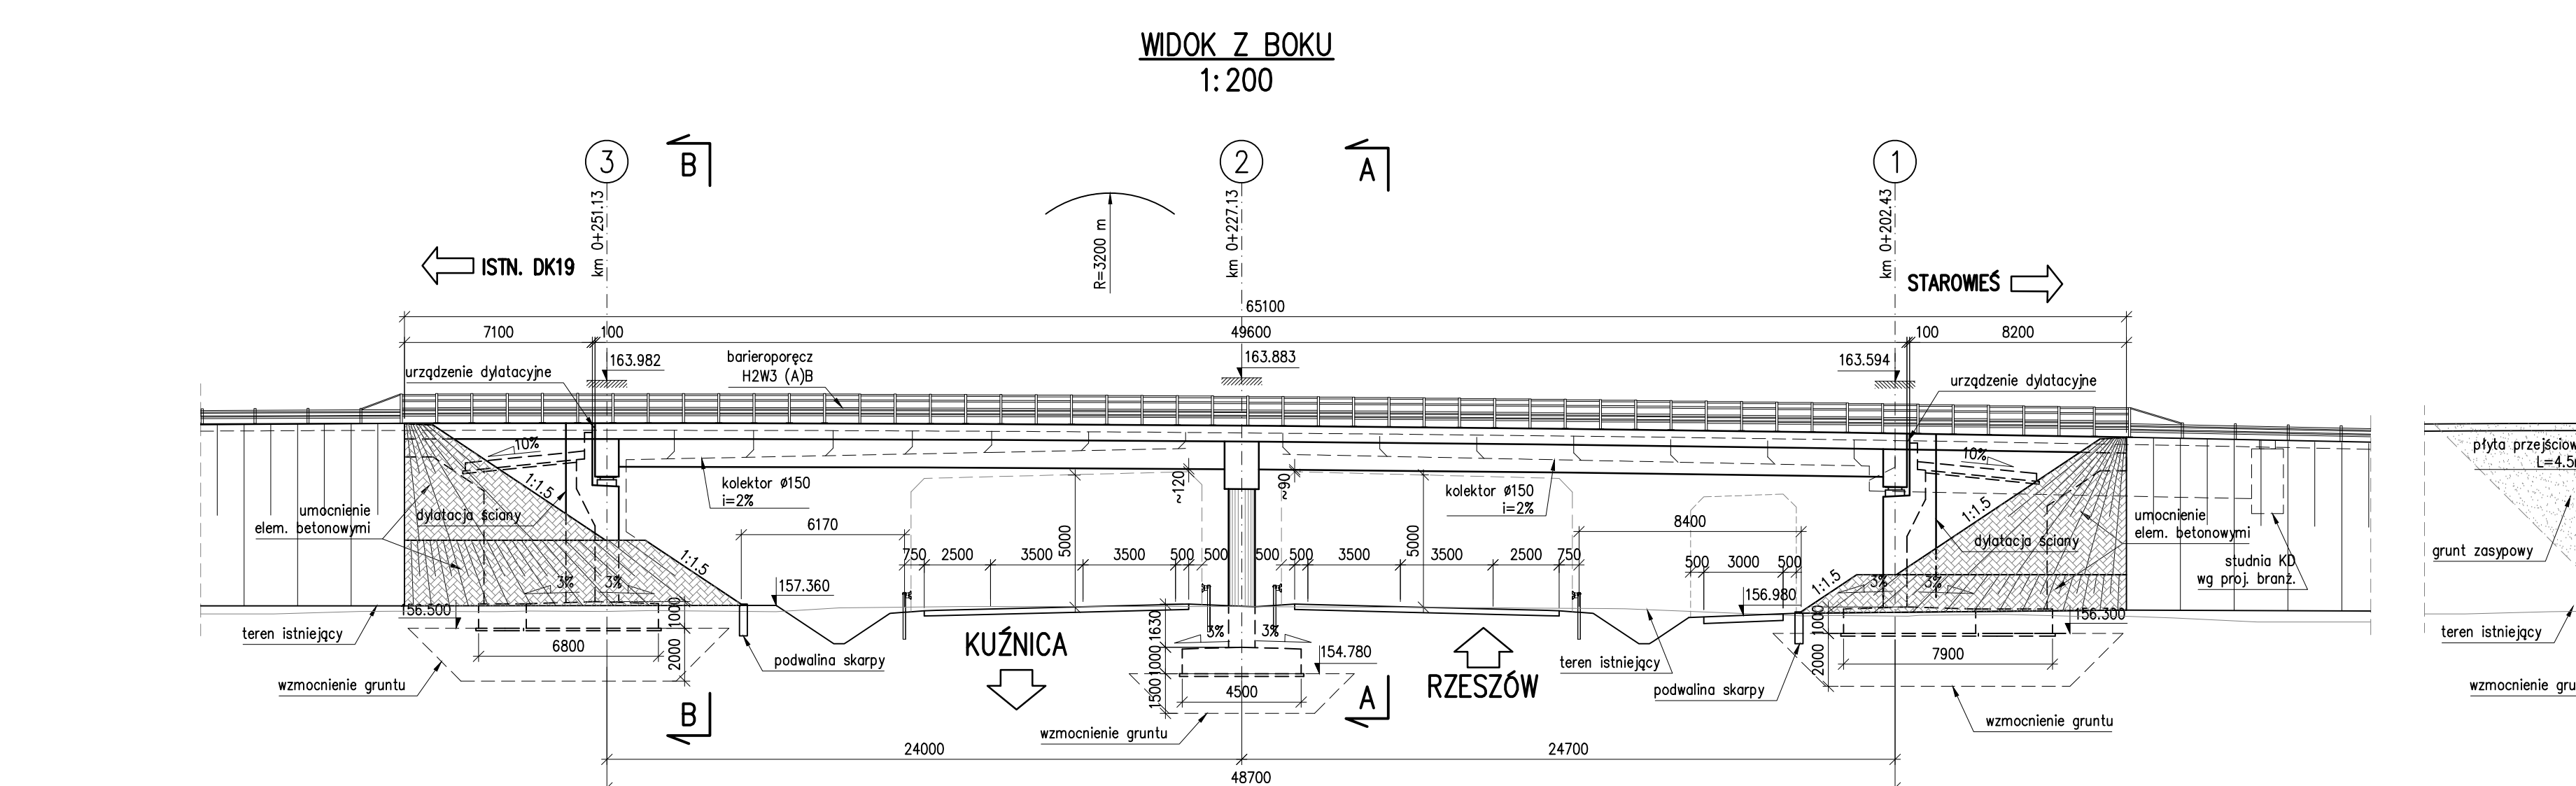 WIDOK Z BOKU
1:200
3
B
2
A
1
km 0+251.13
R=3200 m
km 0+227.13
km 0+202.43
ISTN. DK19
STAROWIEŚ
65100
7100
100
49600
100
8200
163.982
barieroporęcz
H2W3 (A)B
163.883
163.594
urządzenie dylatacyjne
urządzenie dylatacyjne
10%
10%
1:1.5
kolektor Ø150
i=2%
~120
~90
kolektor Ø150
i=2%
płyta przejściow
L=4.5
umocnienie
elem. betonowymi
dylatacja ściany
6170
5000
5000
8400
1:1.5
dylatacja ściany
umocnienie
elem. betonowymi
studnia KD
wg proj. branż.
grunt zasypowy
1:1.5
750
2500
3500
3500
500
500
500
500
3500
3500
2500
750
500
3000
500
1:1.5
3%
3%
157.360
156.980
3%
3%
156.500
1000
2000
6800
1630
1000
1500
3%
3%
154.780
4500
1000
2000
7900
156.300
teren istniejący
podwalina skarpy
KUŹNICA
RZESZÓW
teren istniejący
podwalina skarpy
teren istniejący
wzmocnienie gruntu
wzmocnienie gruntu
wzmocnienie gruntu
wzmocnienie gru
B
A
24000
24700
48700